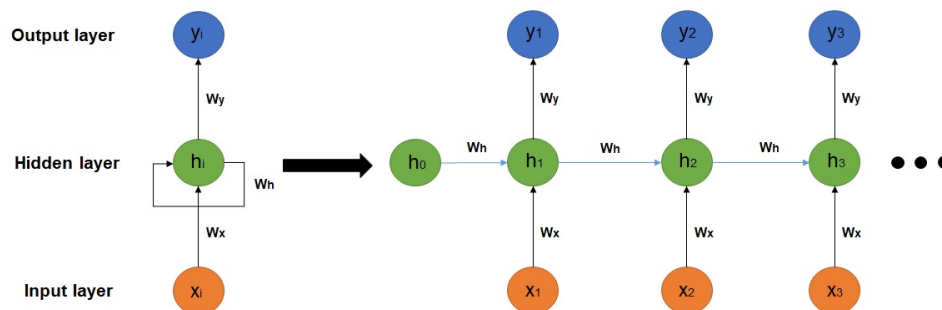 Output layer yi y1 y2 y3
Wy Wy Wy Wy
Hidden layer hi h0 Wh h1 Wh h2 Wh h3
Wh
Wx Wx Wx Wx
Input layer xi x1 x2 x3